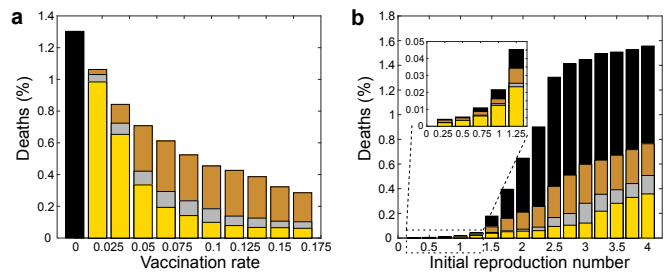 a
1.4
1.2
1
0.8
0.6
0.4
0.2
0
Deaths (%)
0 0.025 0.05 0.075 0.1 0.125 0.15 0.175
Vaccination rate
b
1.8
1.6
1.4
1.2
1.0
0.8
0.6
0.4
0.2
0
Deaths (%)
0.05
0.04
0.03
0.02
0.01
0
0 0.25 0.5 0.75 1 1.25
0 0.5 1 1.5 2 2.5 3 3.5 4
Initial reproduction number